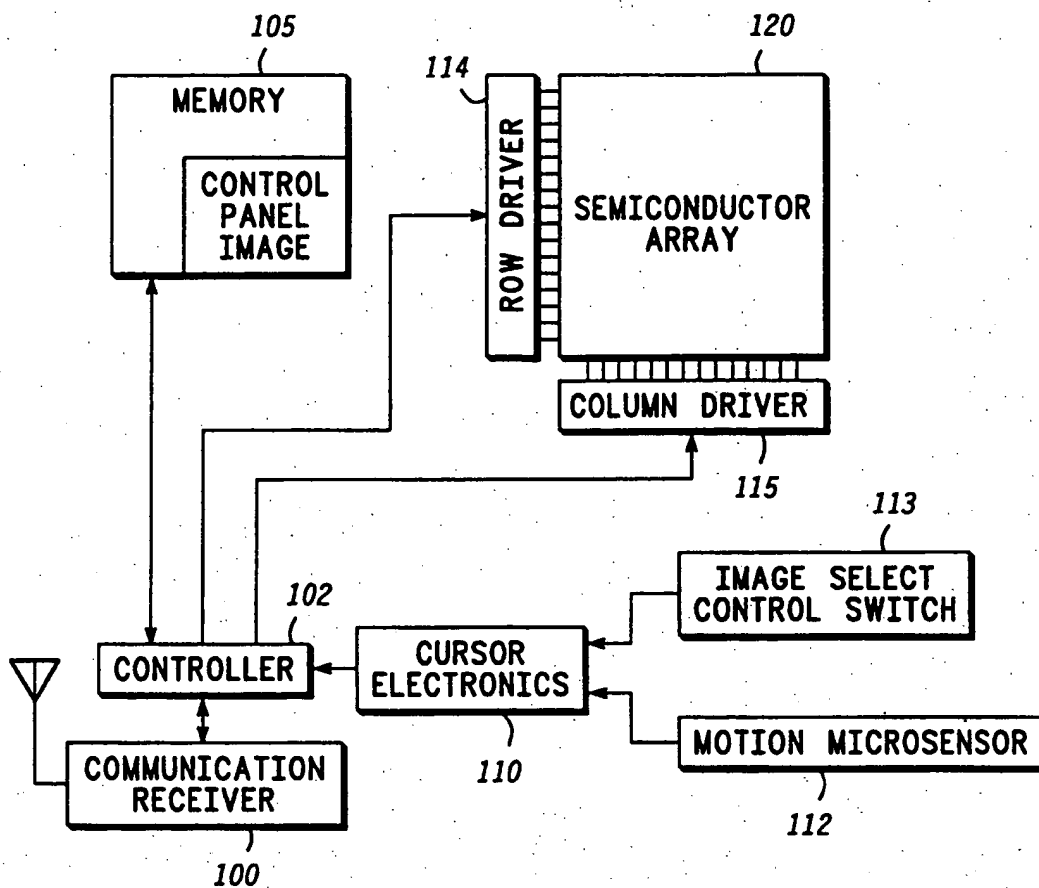 105
MEMORY
CONTROL
PANEL
IMAGE
114
ROW DRIVER
120
SEMICONDUCTOR
ARRAY
COLUMN DRIVER
115
113
IMAGE SELECT
CONTROL SWITCH
102
CONTROLLER
CURSOR
ELECTRONICS
110
MOTION MICROSENSOR
112
COMMUNICATION
RECEIVER
100